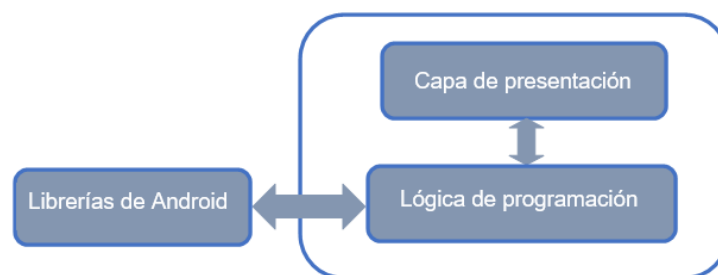 Capa de presentación
Librerías de Android
Lógica de programación